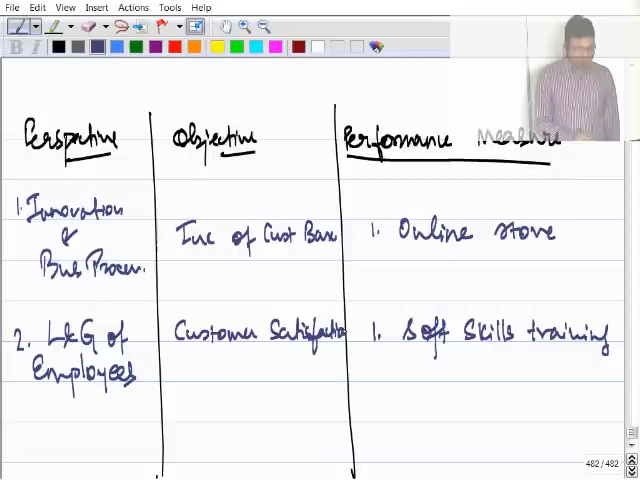 File Edit View Insert Actions Tools Help
B I
Perspective Objective Performance Measure
1. Innovation
&
Bus Process.
Inc of Cust Base
1. Online store
2. L&G of
Employees
Customer Satisfaction
1. Soft Skills training
482 / 482